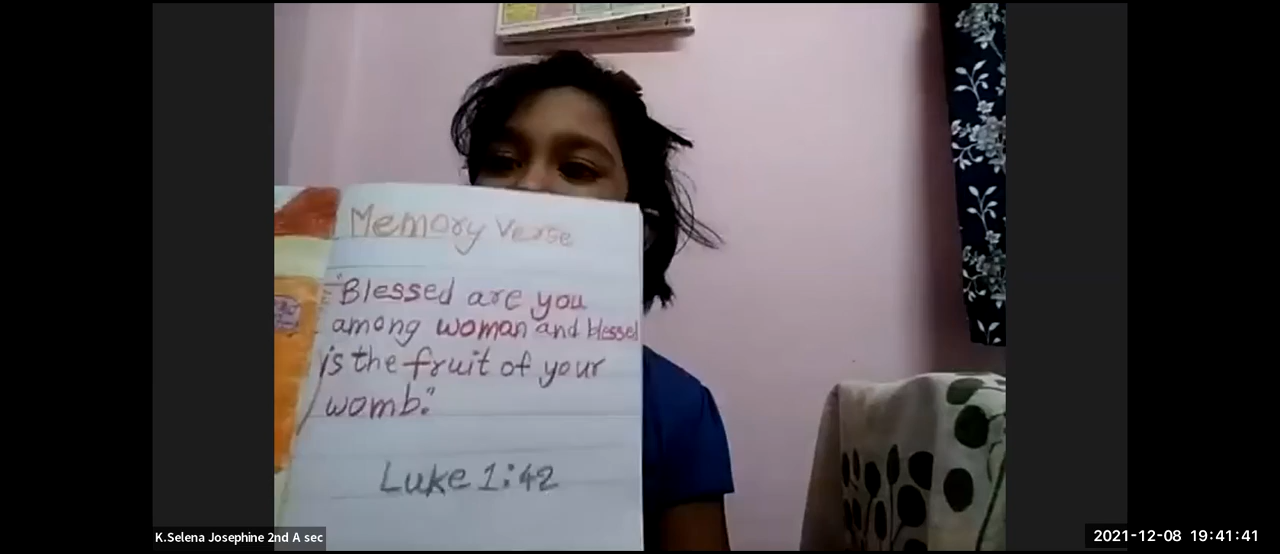 Memory Verse
"Blessed are you
among woman and blessed
is the fruit of your
womb."
Luke 1:42
K.Selena Josephine 2nd A sec
2021-12-08 19:41:41